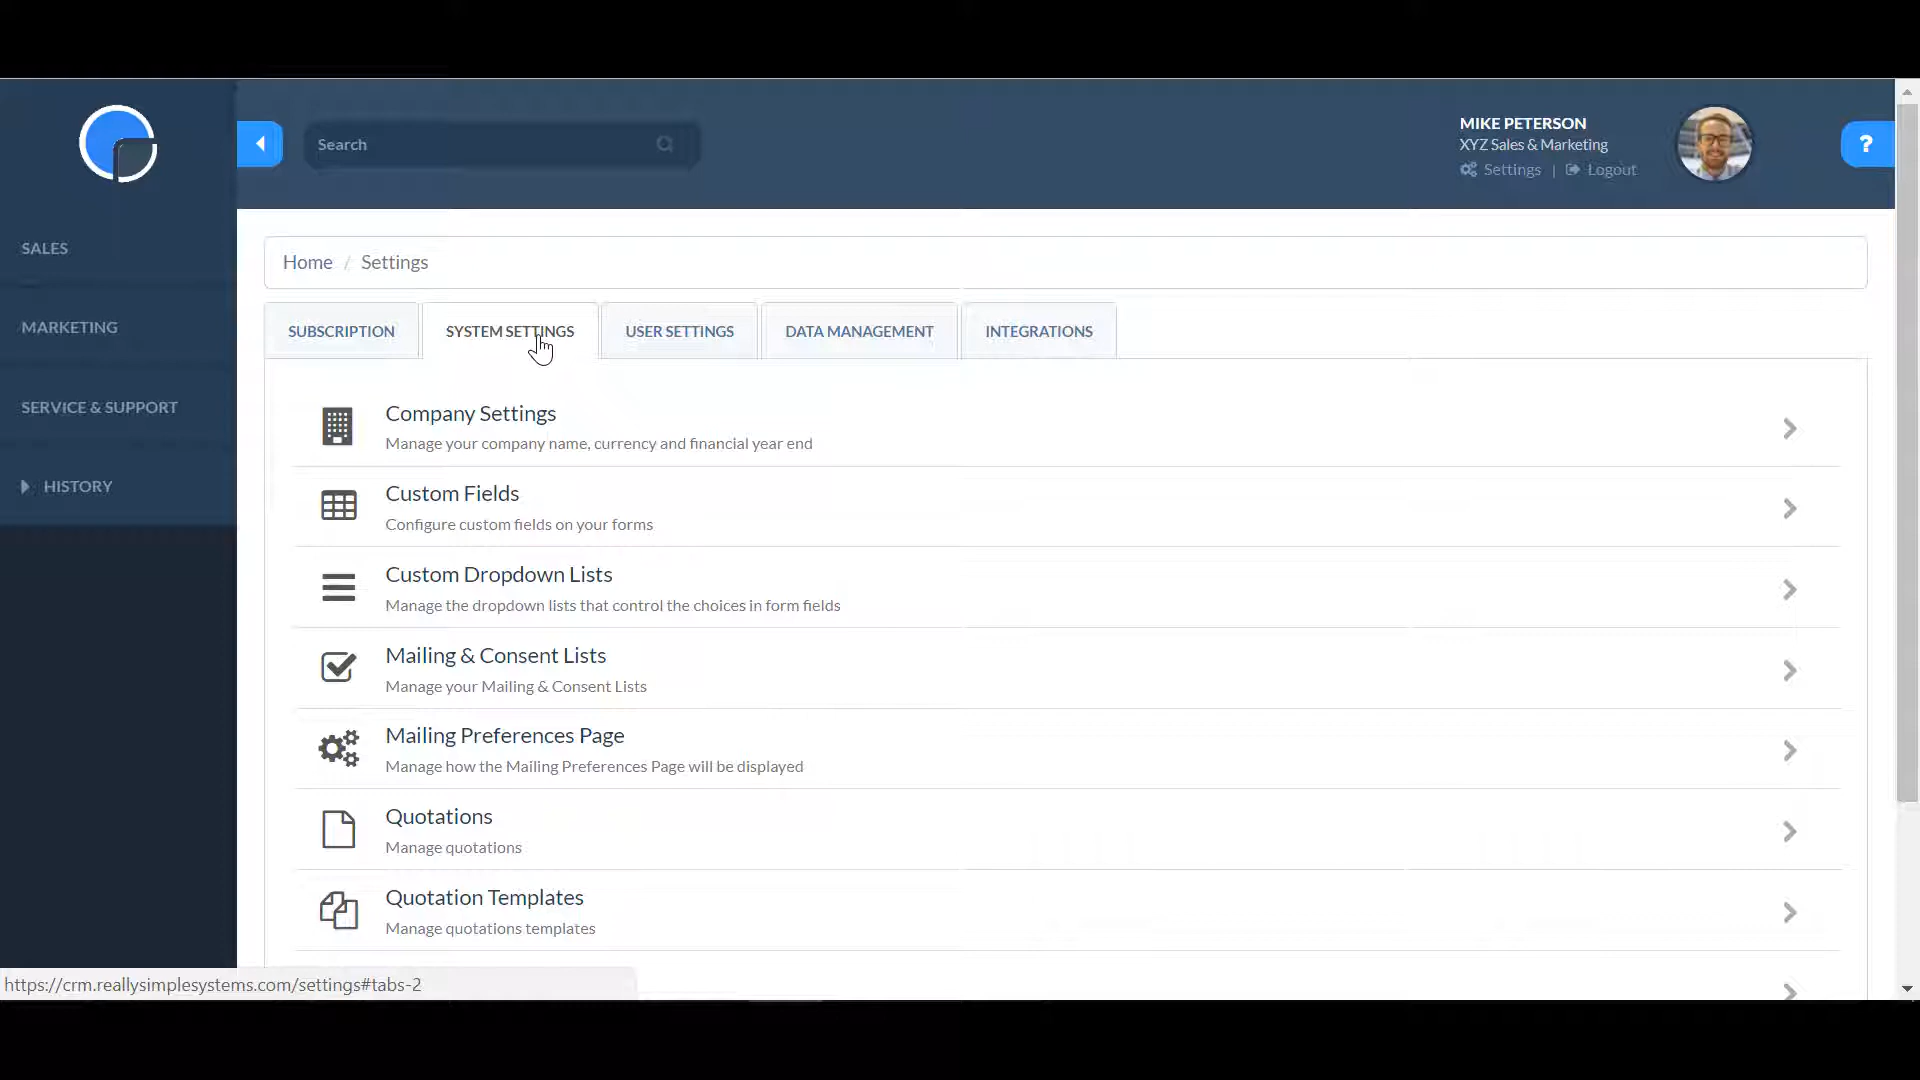 Search
MIKE PETERSON
XYZ Sales & Marketing
Settings | Logout
?
SALES
MARKETING
SERVICE & SUPPORT
HISTORY
Home / Settings
SUBSCRIPTION
SYSTEM SETTINGS
USER SETTINGS
DATA MANAGEMENT
INTEGRATIONS
Company Settings
Manage your company name, currency and financial year end
Custom Fields
Configure custom fields on your forms
Custom Dropdown Lists
Manage the dropdown lists that control the choices in form fields
Mailing & Consent Lists
Manage your Mailing & Consent Lists
Mailing Preferences Page
Manage how the Mailing Preferences Page will be displayed
Quotations
Manage quotations
Quotation Templates
Manage quotations templates
https://crm.reallysimplesystems.com/settings#tabs-2